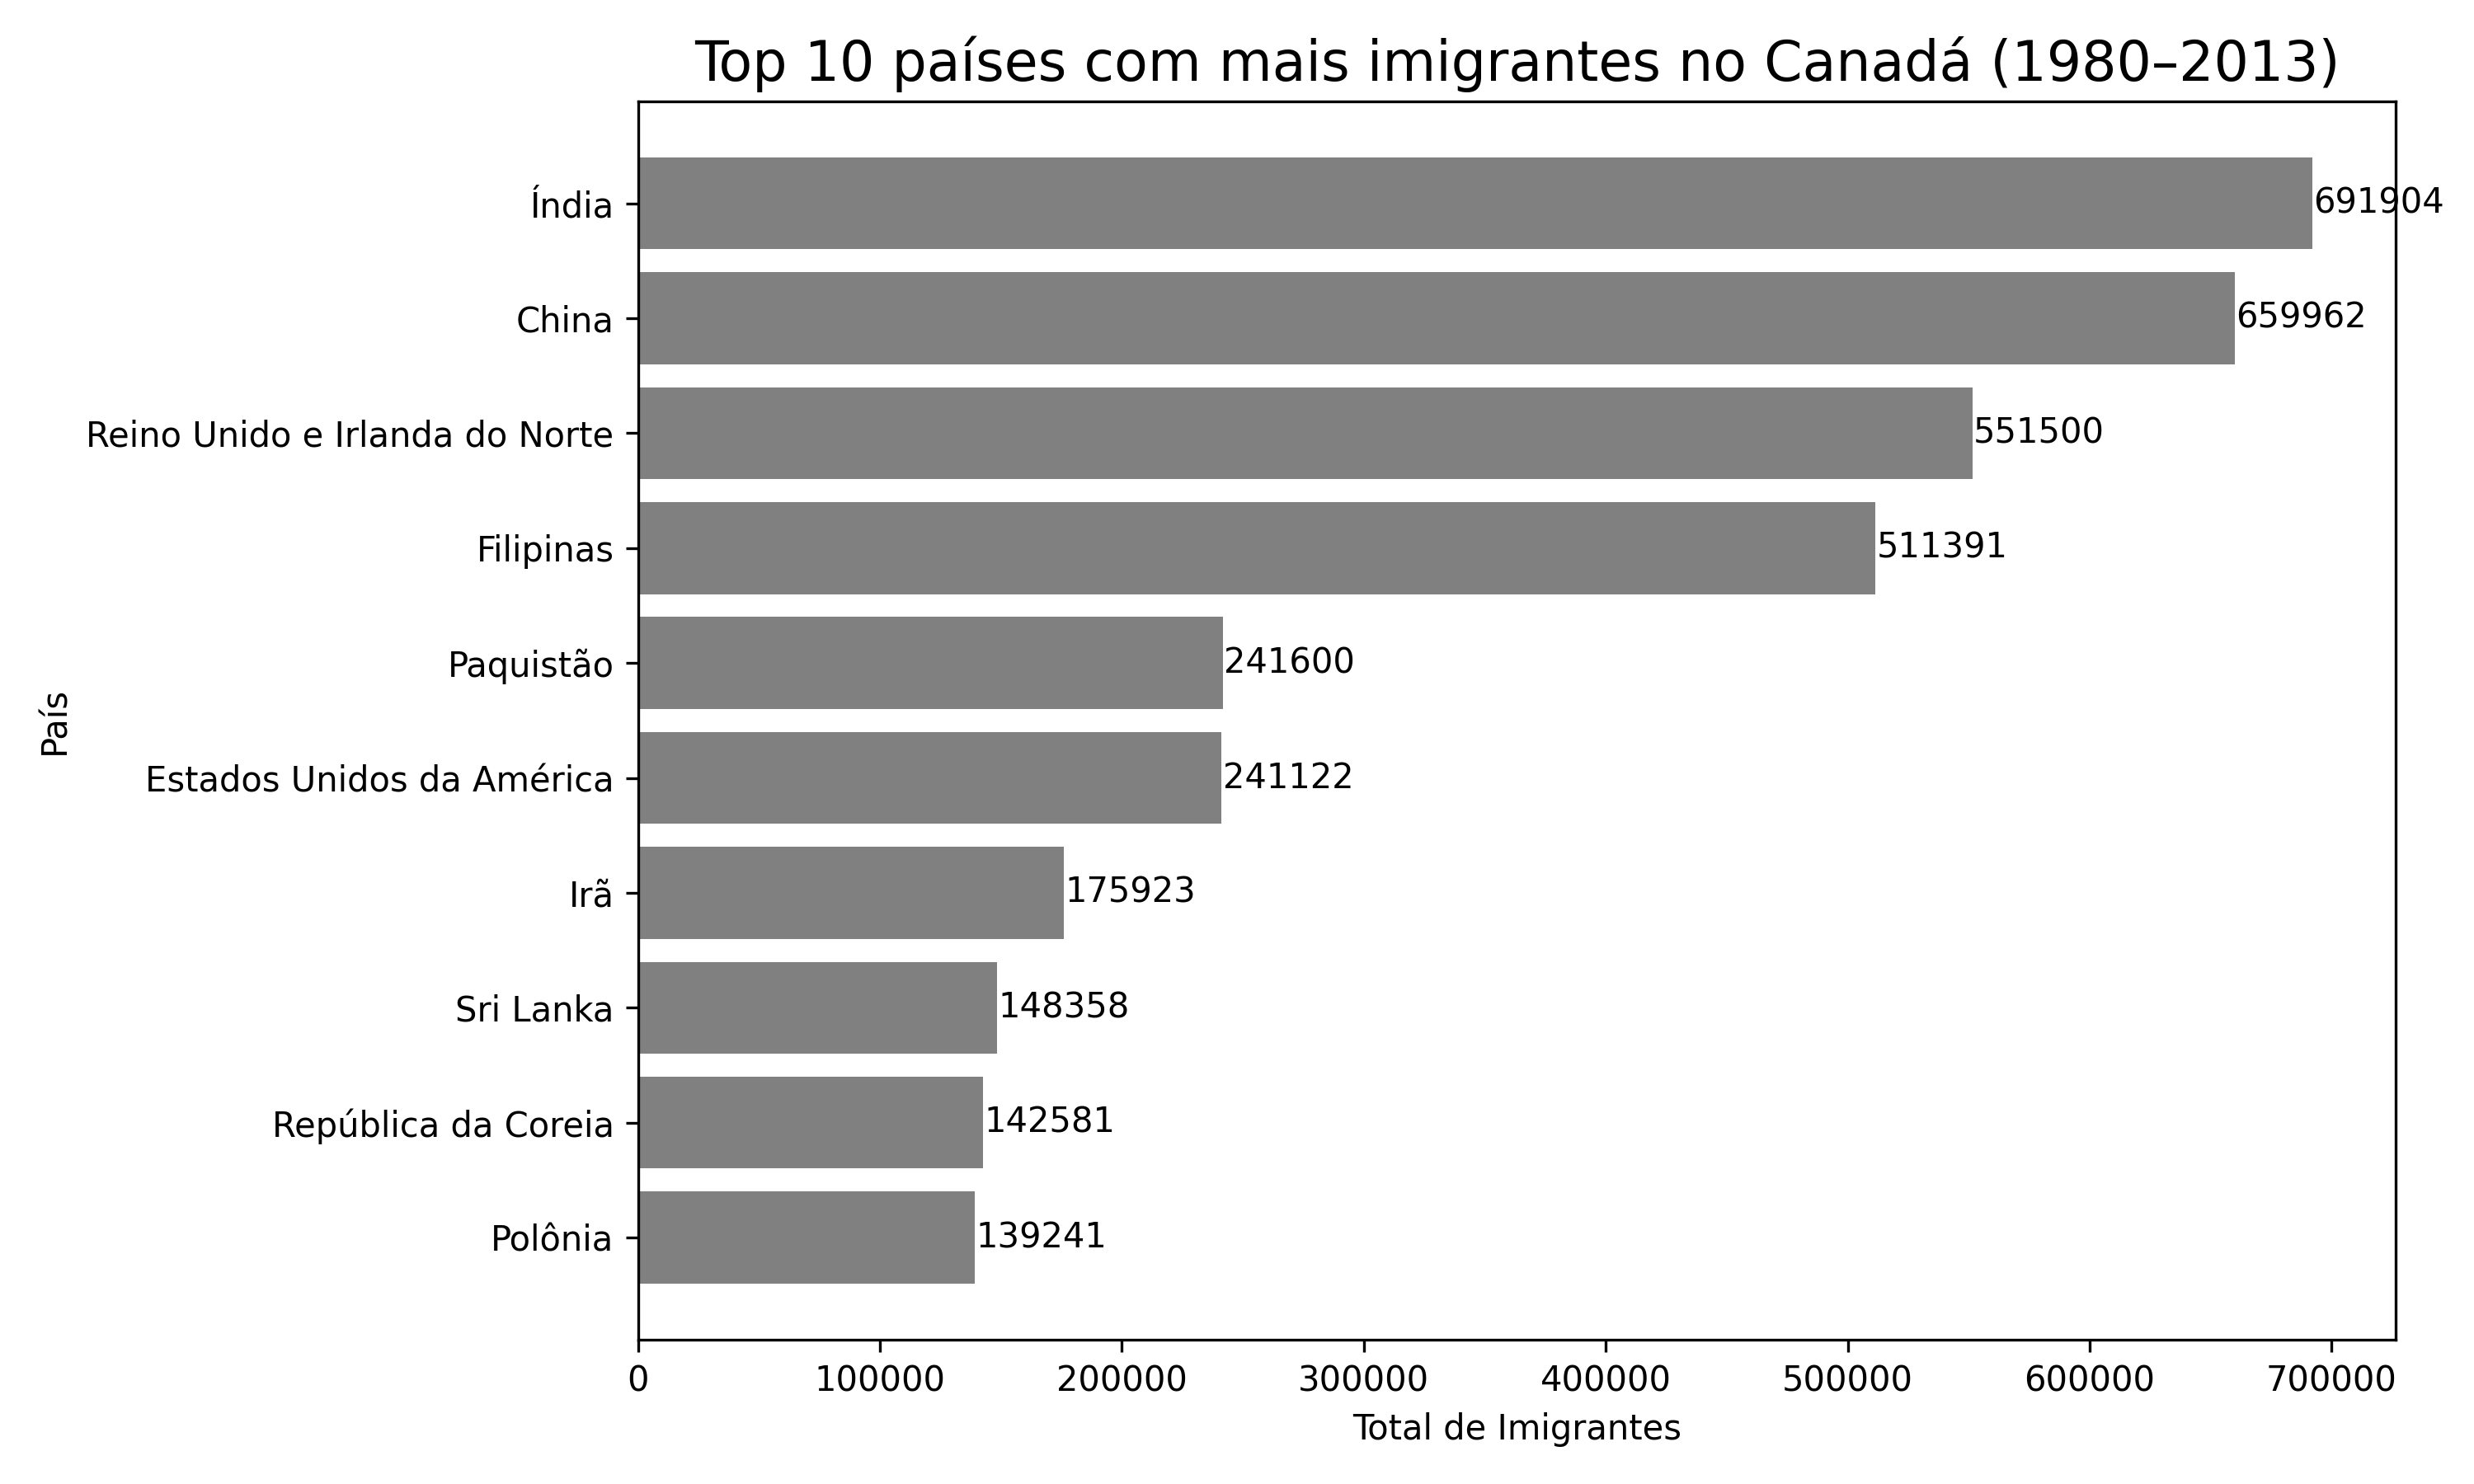 Top 10 países com mais imigrantes no Canadá (1980–2013)
Índia 691904
China 659962
Reino Unido e Irlanda do Norte 551500
Filipinas 511391
Paquistão 241600
País
Estados Unidos da América 241122
Irã 175923
Sri Lanka 148358
República da Coreia 142581
Polônia 139241
0 100000 200000 300000 400000 500000 600000 700000
Total de Imigrantes